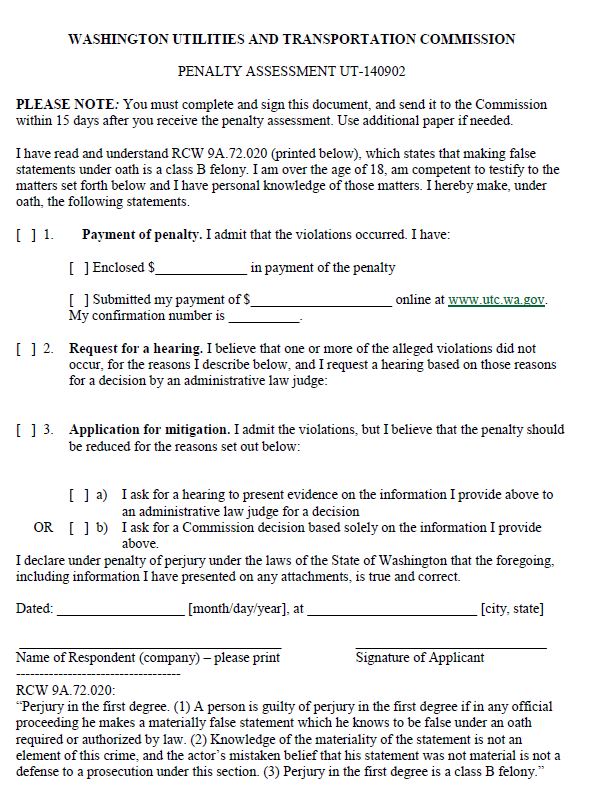 WASHINGTON UTILITIES AND TRANSPORTATION COMMISSION
PENALTY ASSESSMENT UT-140902
PLEASE NOTE: You must complete and sign this document, and send it to the Commission
within 15 days after you receive the penalty assessment. Use additional paper if needed.
I have read and understand RCW 9A.72.020 (printed below), which states that making false
statements under oath is a class B felony. I am over the age of 18, am competent to testify to the
matters set forth below and I have personal knowledge of those matters. I hereby make, under
oath, the following statements.
[ ] 1. Payment of penalty. I admit that the violations occurred. I have:
[ ] Enclosed $______________ in payment of the penalty
[ ] Submitted my payment of $______________________ online at www.utc.wa.gov.
My confirmation number is ___________.
[ ] 2. Request for a hearing. I believe that one or more of the alleged violations did not
occur, for the reasons I describe below, and I request a hearing based on those reasons
for a decision by an administrative law judge:
[ ] 3. Application for mitigation. I admit the violations, but I believe that the penalty should
be reduced for the reasons set out below:
[ ] a) I ask for a hearing to present evidence on the information I provide above to
an administrative law judge for a decision
OR [ ] b) I ask for a Commission decision based solely on the information I provide
above.
I declare under penalty of perjury under the laws of the State of Washington that the foregoing,
including information I have presented on any attachments, is true and correct.
Dated: ____________________ [month/day/year], at __________________________ [city, state]
_________________________________________ ______________________________
Name of Respondent (company) – please print Signature of Applicant
-----------------------------------
RCW 9A.72.020:
“Perjury in the first degree. (1) A person is guilty of perjury in the first degree if in any official
proceeding he makes a materially false statement which he knows to be false under an oath
required or authorized by law. (2) Knowledge of the materiality of the statement is not an
element of this crime, and the actor’s mistaken belief that his statement was not material is not a
defense to a prosecution under this section. (3) Perjury in the first degree is a class B felony.”